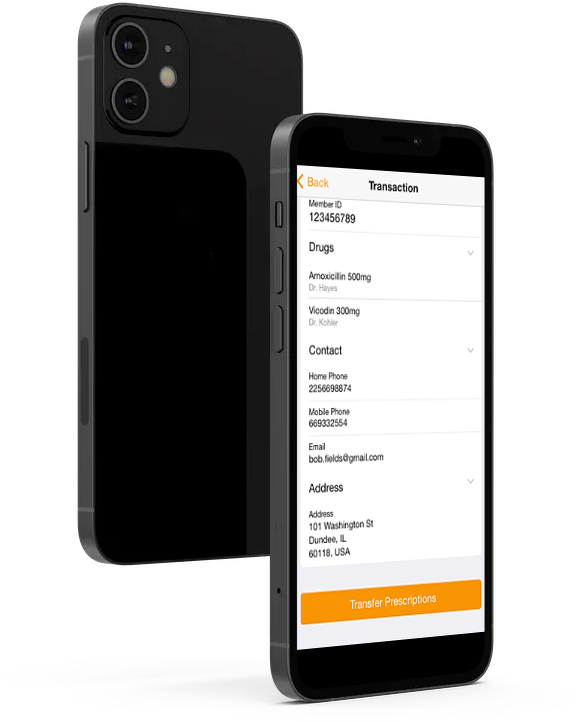 Back
Transaction
Member ID
123456789
Drugs
Amoxicillin 500mg
Dr. Hayes
Vicodin 300mg
Dr. Kohler
Contact
Home Phone
2256698874
Mobile Phone
669332554
Email
bob.fields@gmail.com
Address
Address
101 Washington St
Dundee, IL
60118, USA
Transfer Prescriptions